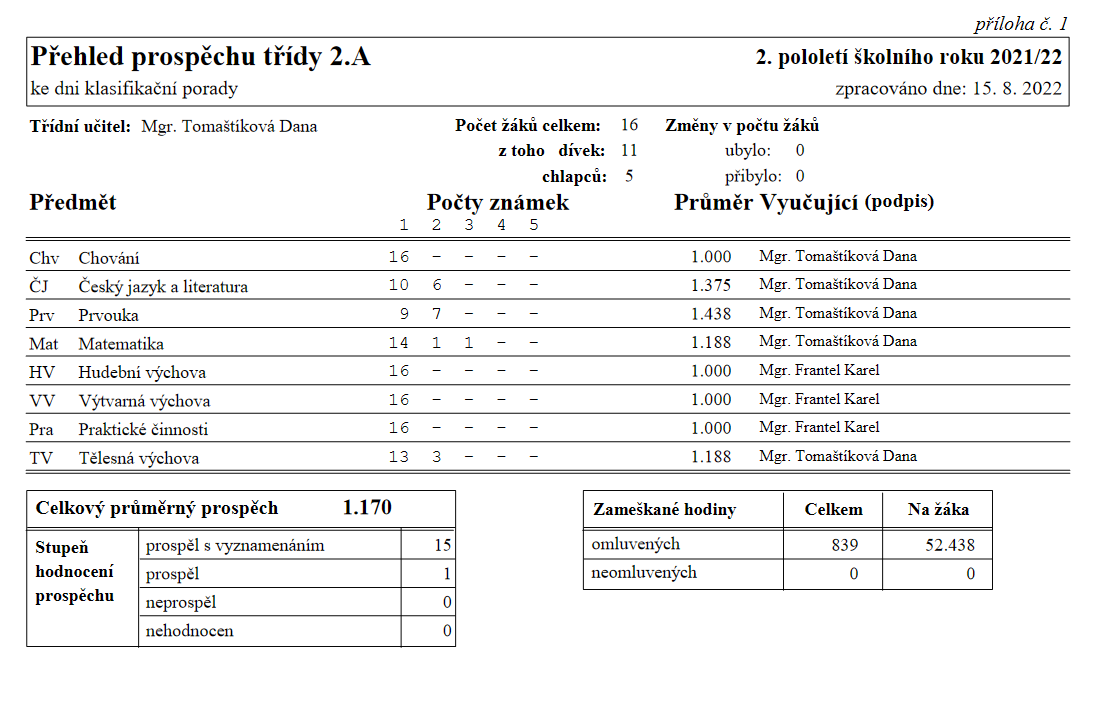 příloha č. 1
Přehled prospěchu třídy 2.A 2. pololetí školního roku 2021/22
ke dni klasifikační porady zpracováno dne: 15. 8. 2022
Třídní učitel: Mgr. Tomaštíková Dana Počet žáků celkem: 16 Změny v počtu žáků
z toho dívek: 11 ubylo: 0
chlapců: 5 přibylo: 0
Předmět Počty známek Průměr Vyučující (podpis)
1 2 3 4 5
Chv Chování 16 – – – – 1.000 Mgr. Tomaštíková Dana
ČJ Český jazyk a literatura 10 6 – – – 1.375 Mgr. Tomaštíková Dana
Prv Prvouka 9 7 – – – 1.438 Mgr. Tomaštíková Dana
Mat Matematika 14 1 1 – – 1.188 Mgr. Tomaštíková Dana
HV Hudební výchova 16 – – – – 1.000 Mgr. Frantel Karel
VV Výtvarná výchova 16 – – – – 1.000 Mgr. Frantel Karel
Pra Praktické činnosti 16 – – – – 1.000 Mgr. Frantel Karel
TV Tělesná výchova 13 3 – – – 1.188 Mgr. Tomaštíková Dana
Celkový průměrný prospěch 1.170
Stupeň hodnocení prospěchu
prospěl s vyznamenáním 15
prospěl 1
neprospěl 0
nehodnocen 0
Zameškané hodiny Celkem Na žáka
omluvených 839 52.438
neomluvených 0 0